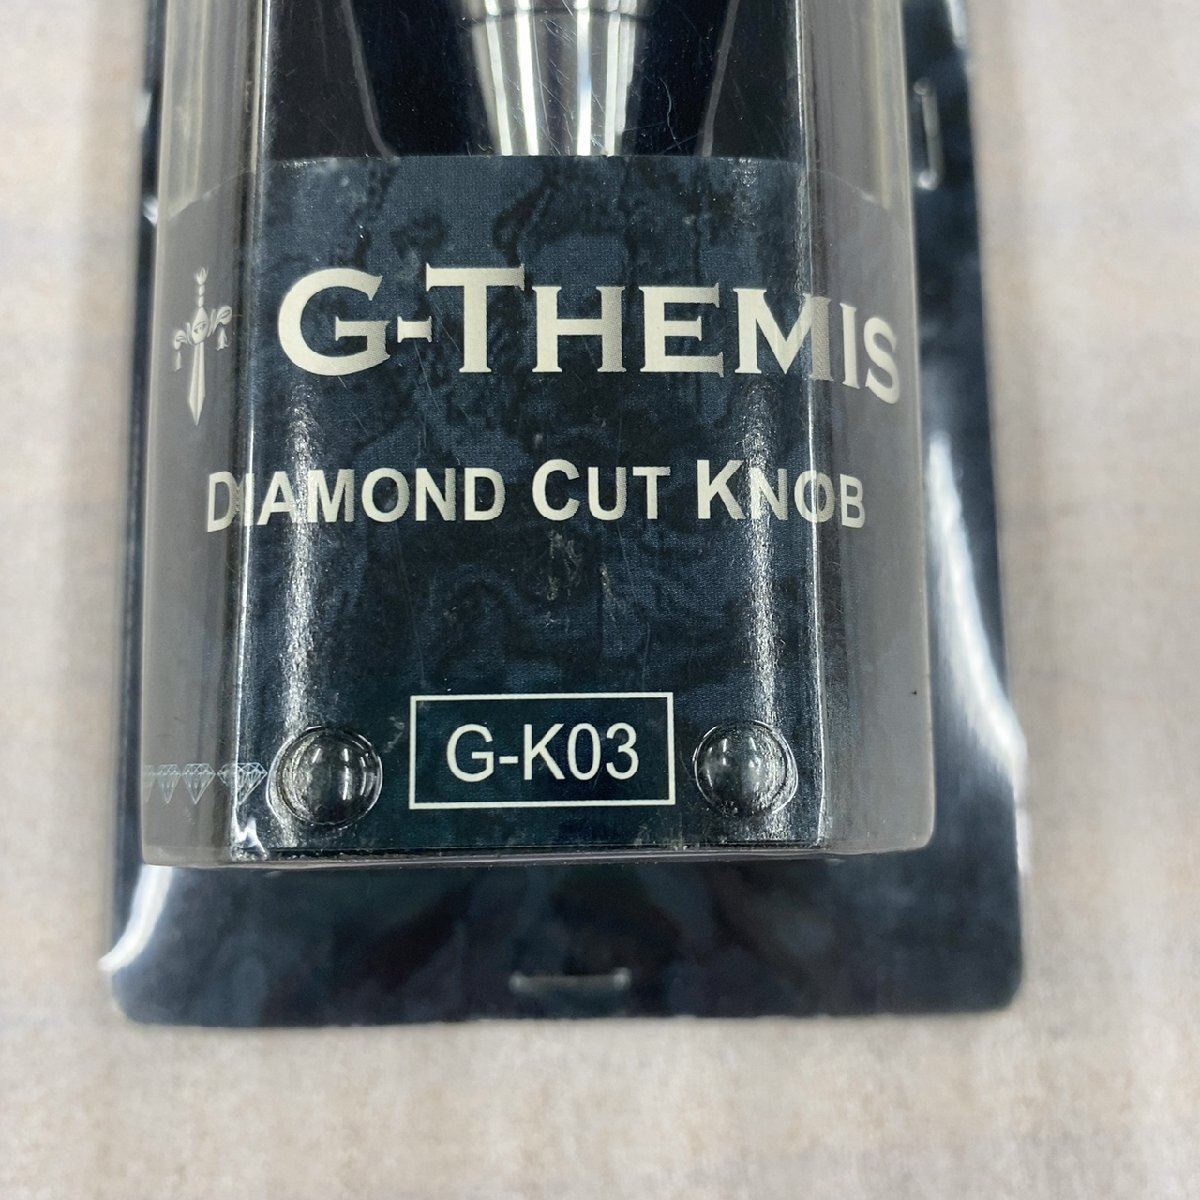 G-THEMIS
DIAMOND CUT KNOB
G-K03